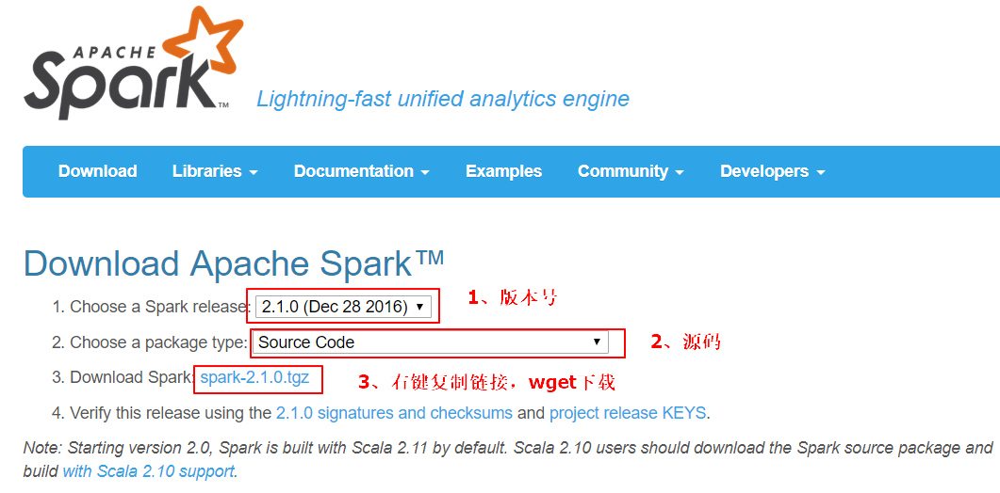 APACHE
Spark™
Lightning-fast unified analytics engine
Download Libraries Documentation Examples Community Developers
Download Apache Spark™
1. Choose a Spark release: 2.1.0 (Dec 28 2016) 1、版本号
2. Choose a package type: Source Code 2、源码
3. Download Spark: spark-2.1.0.tgz 3、右键复制链接，wget下载
4. Verify this release using the 2.1.0 signatures and checksums and project release KEYS.
Note: Starting version 2.0, Spark is built with Scala 2.11 by default. Scala 2.10 users should download the Spark source package and
build with Scala 2.10 support.